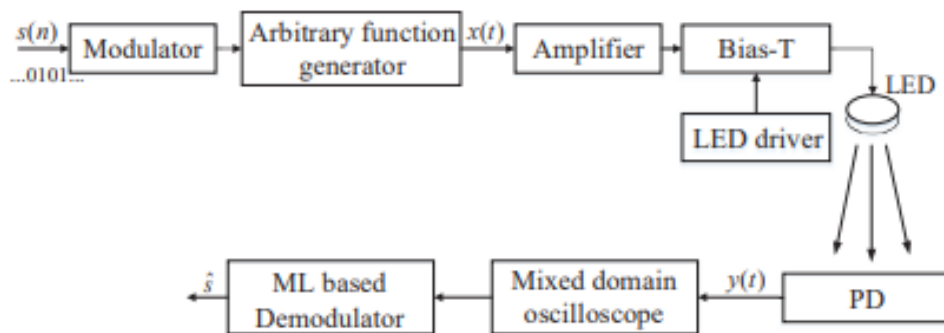 s(n)
...0101...
Modulator
Arbitrary function
generator
x(t)
Amplifier
Bias-T
LED
LED driver
PD
y(t)
Mixed domain
oscilloscope
ML based
Demodulator
ŝ